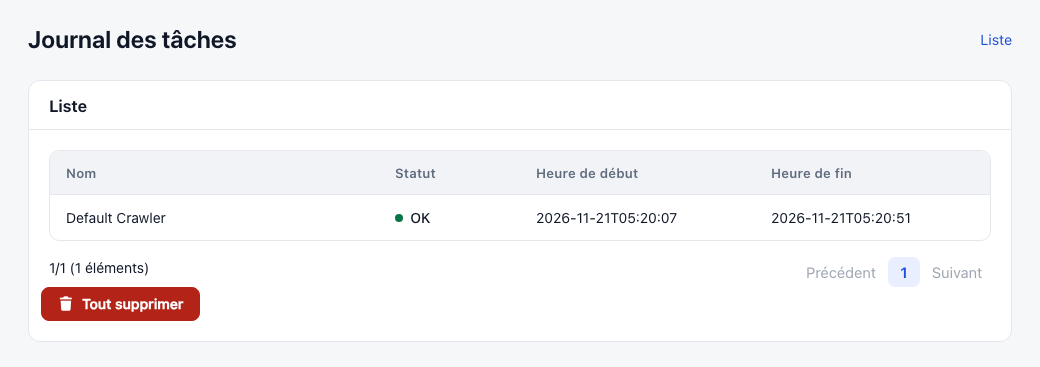 Journal des tâches
Liste
Liste
Nom Statut Heure de début Heure de fin
Default Crawler OK 2026-11-21T05:20:07 2026-11-21T05:20:51
1/1 (1 éléments)
Précédent 1 Suivant
Tout supprimer